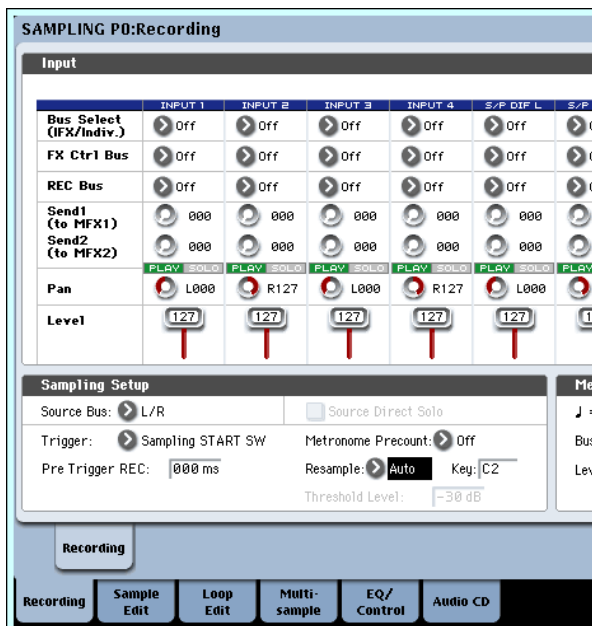 SAMPLING P0:Recording
Input
INPUT 1 INPUT 2 INPUT 3 INPUT 4 S/P DIF L S/P
Bus Select
(IFX/Indiv.) Off Off Off Off Off
FX Ctrl Bus Off Off Off Off Off
REC Bus Off Off Off Off Off
Send1
(to MFX1) 000 000 000 000 000
Send2
(to MFX2) 000 000 000 000 000
PLAY SOLO PLAY SOLO PLAY SOLO PLAY SOLO PLAY SOLO PLAY
Pan L000 R127 L000 R127 L000
Level 127 127 127 127 127
Sampling Setup Me
Source Bus: L/R Source Direct Solo
Trigger: Sampling START SW Metronome Precount: Off Bus
Pre Trigger REC: 000 ms Resample: Auto Key: C2 Lev
Threshold Level: -30 dB
Recording
Recording Sample Edit Loop Edit Multi-sample EQ/Control Audio CD